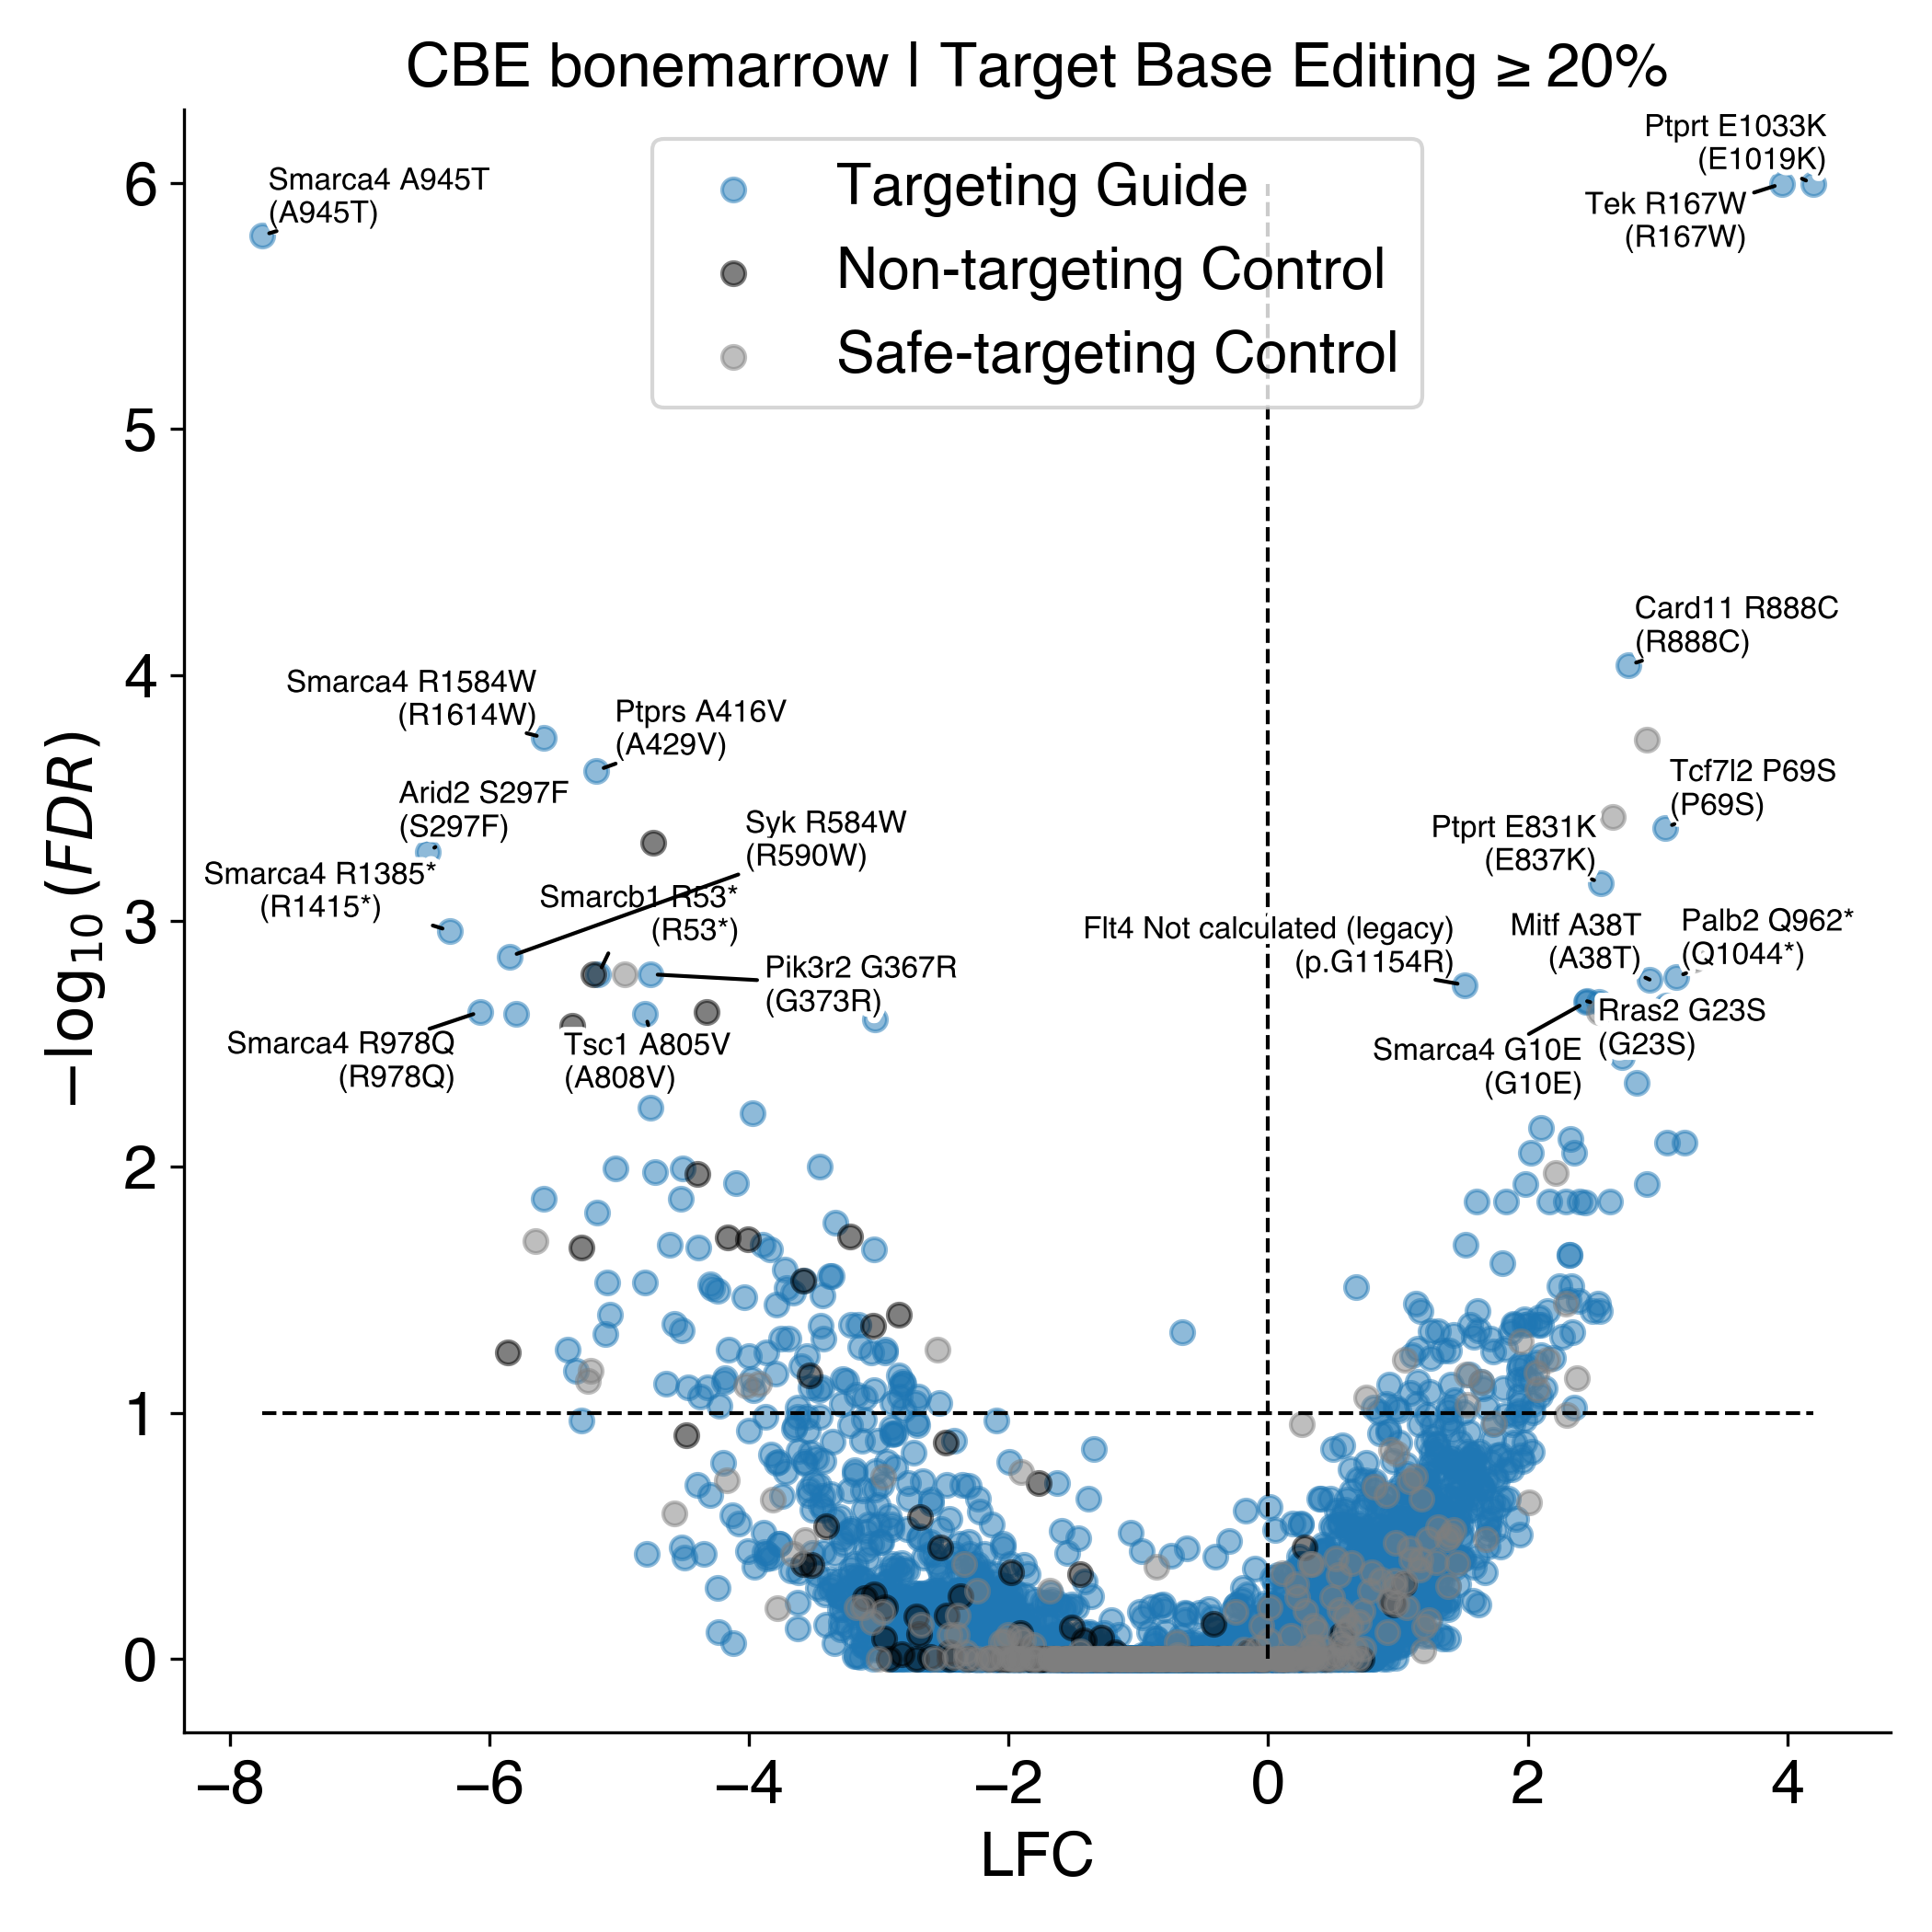 CBE bonemarrow | Target Base Editing ≥ 20%
Ptprt E1033K
(E1019K)
Tek R167W
(R167W)
Smarca4 A945T
(A945T)
Targeting Guide
Non-targeting Control
Safe-targeting Control
Card11 R888C
(R888C)
Smarca4 R1584W
(R1614W)
Ptprs A416V
(A429V)
Tcf7l2 P69S
(P69S)
Arid2 S297F
(S297F)
Syk R584W
(R590W)
Ptprt E831K
(E837K)
Smarca4 R1385*
(R1415*)
Smarcb1 R53*
(R53*)
Flt4 Not calculated (legacy)
(p.G1154R)
Mitf A38T
(A38T)
Palb2 Q962*
(Q1044*)
Pik3r2 G367R
(G373R)
Rras2 G23S
(G23S)
Smarca4 R978Q
(R978Q)
Tsc1 A805V
(A808V)
Smarca4 G10E
(G10E)
−log10 (FDR)
6
5
4
3
2
1
0
−8 −6 −4 −2 0 2 4
LFC